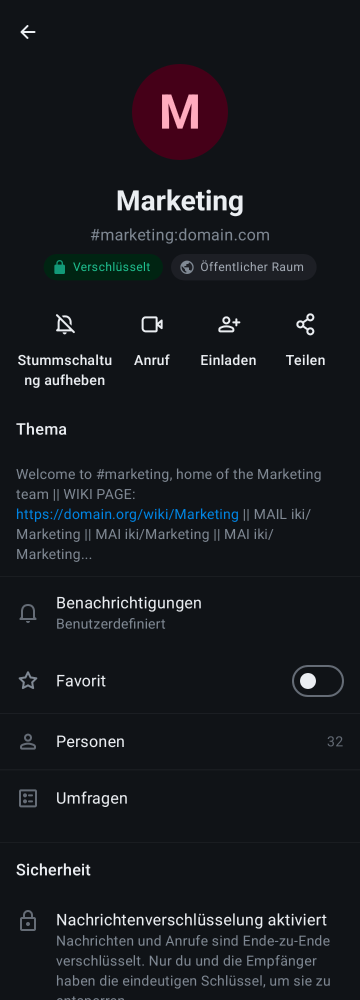 M
Marketing
#marketing:domain.com
Verschlüsselt
Öffentlicher Raum
Stummschaltu
ng aufheben
Anruf
Einladen
Teilen
Thema
Welcome to #marketing, home of the Marketing
team || WIKI PAGE:
https://domain.org/wiki/Marketing || MAIL iki/
Marketing || MAI iki/Marketing || MAI iki/
Marketing...
Benachrichtigungen
Benutzerdefiniert
Favorit
Personen
32
Umfragen
Sicherheit
Nachrichtenverschlüsselung aktiviert
Nachrichten und Anrufe sind Ende-zu-Ende
verschlüsselt. Nur du und die Empfänger
haben die eindeutigen Schlüssel, um sie zu